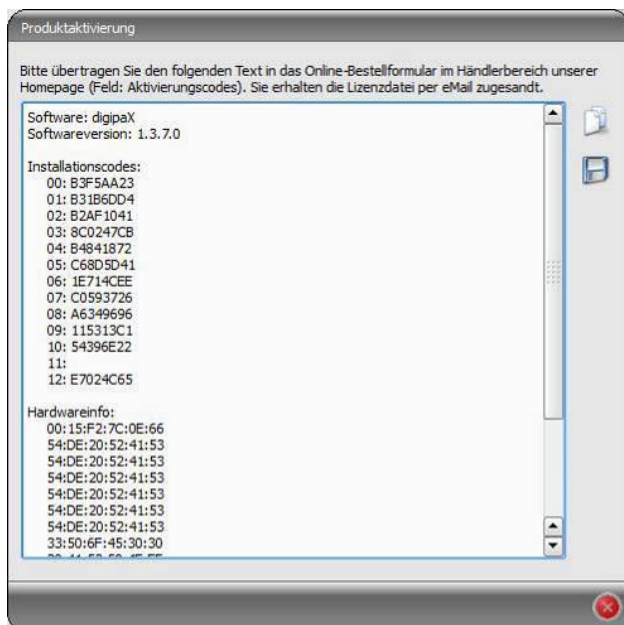 Produktaktivierung
Bitte übertragen Sie den folgenden Text in das Online-Bestellformular im Händlerbereich unserer
Homepage (Feld: Aktivierungscodes). Sie erhalten die Lizenzdatei per eMail zugesandt.
Software: digipaX
Softwareversion: 1.3.7.0
Installationscodes:
00: B3F5AA23
01: B31B6DD4
02: B2AF1041
03: 8C0247CB
04: B4841872
05: C68D5D41
06: 1E714CEE
07: C0593726
08: A6349696
09: 115313C1
10: 54396E22
11:
12: E7024C65
Hardwareinfo:
00:15:F2:7C:0E:66
54:DE:20:52:41:53
54:DE:20:52:41:53
54:DE:20:52:41:53
54:DE:20:52:41:53
54:DE:20:52:41:53
54:DE:20:52:41:53
33:50:6F:45:30:30